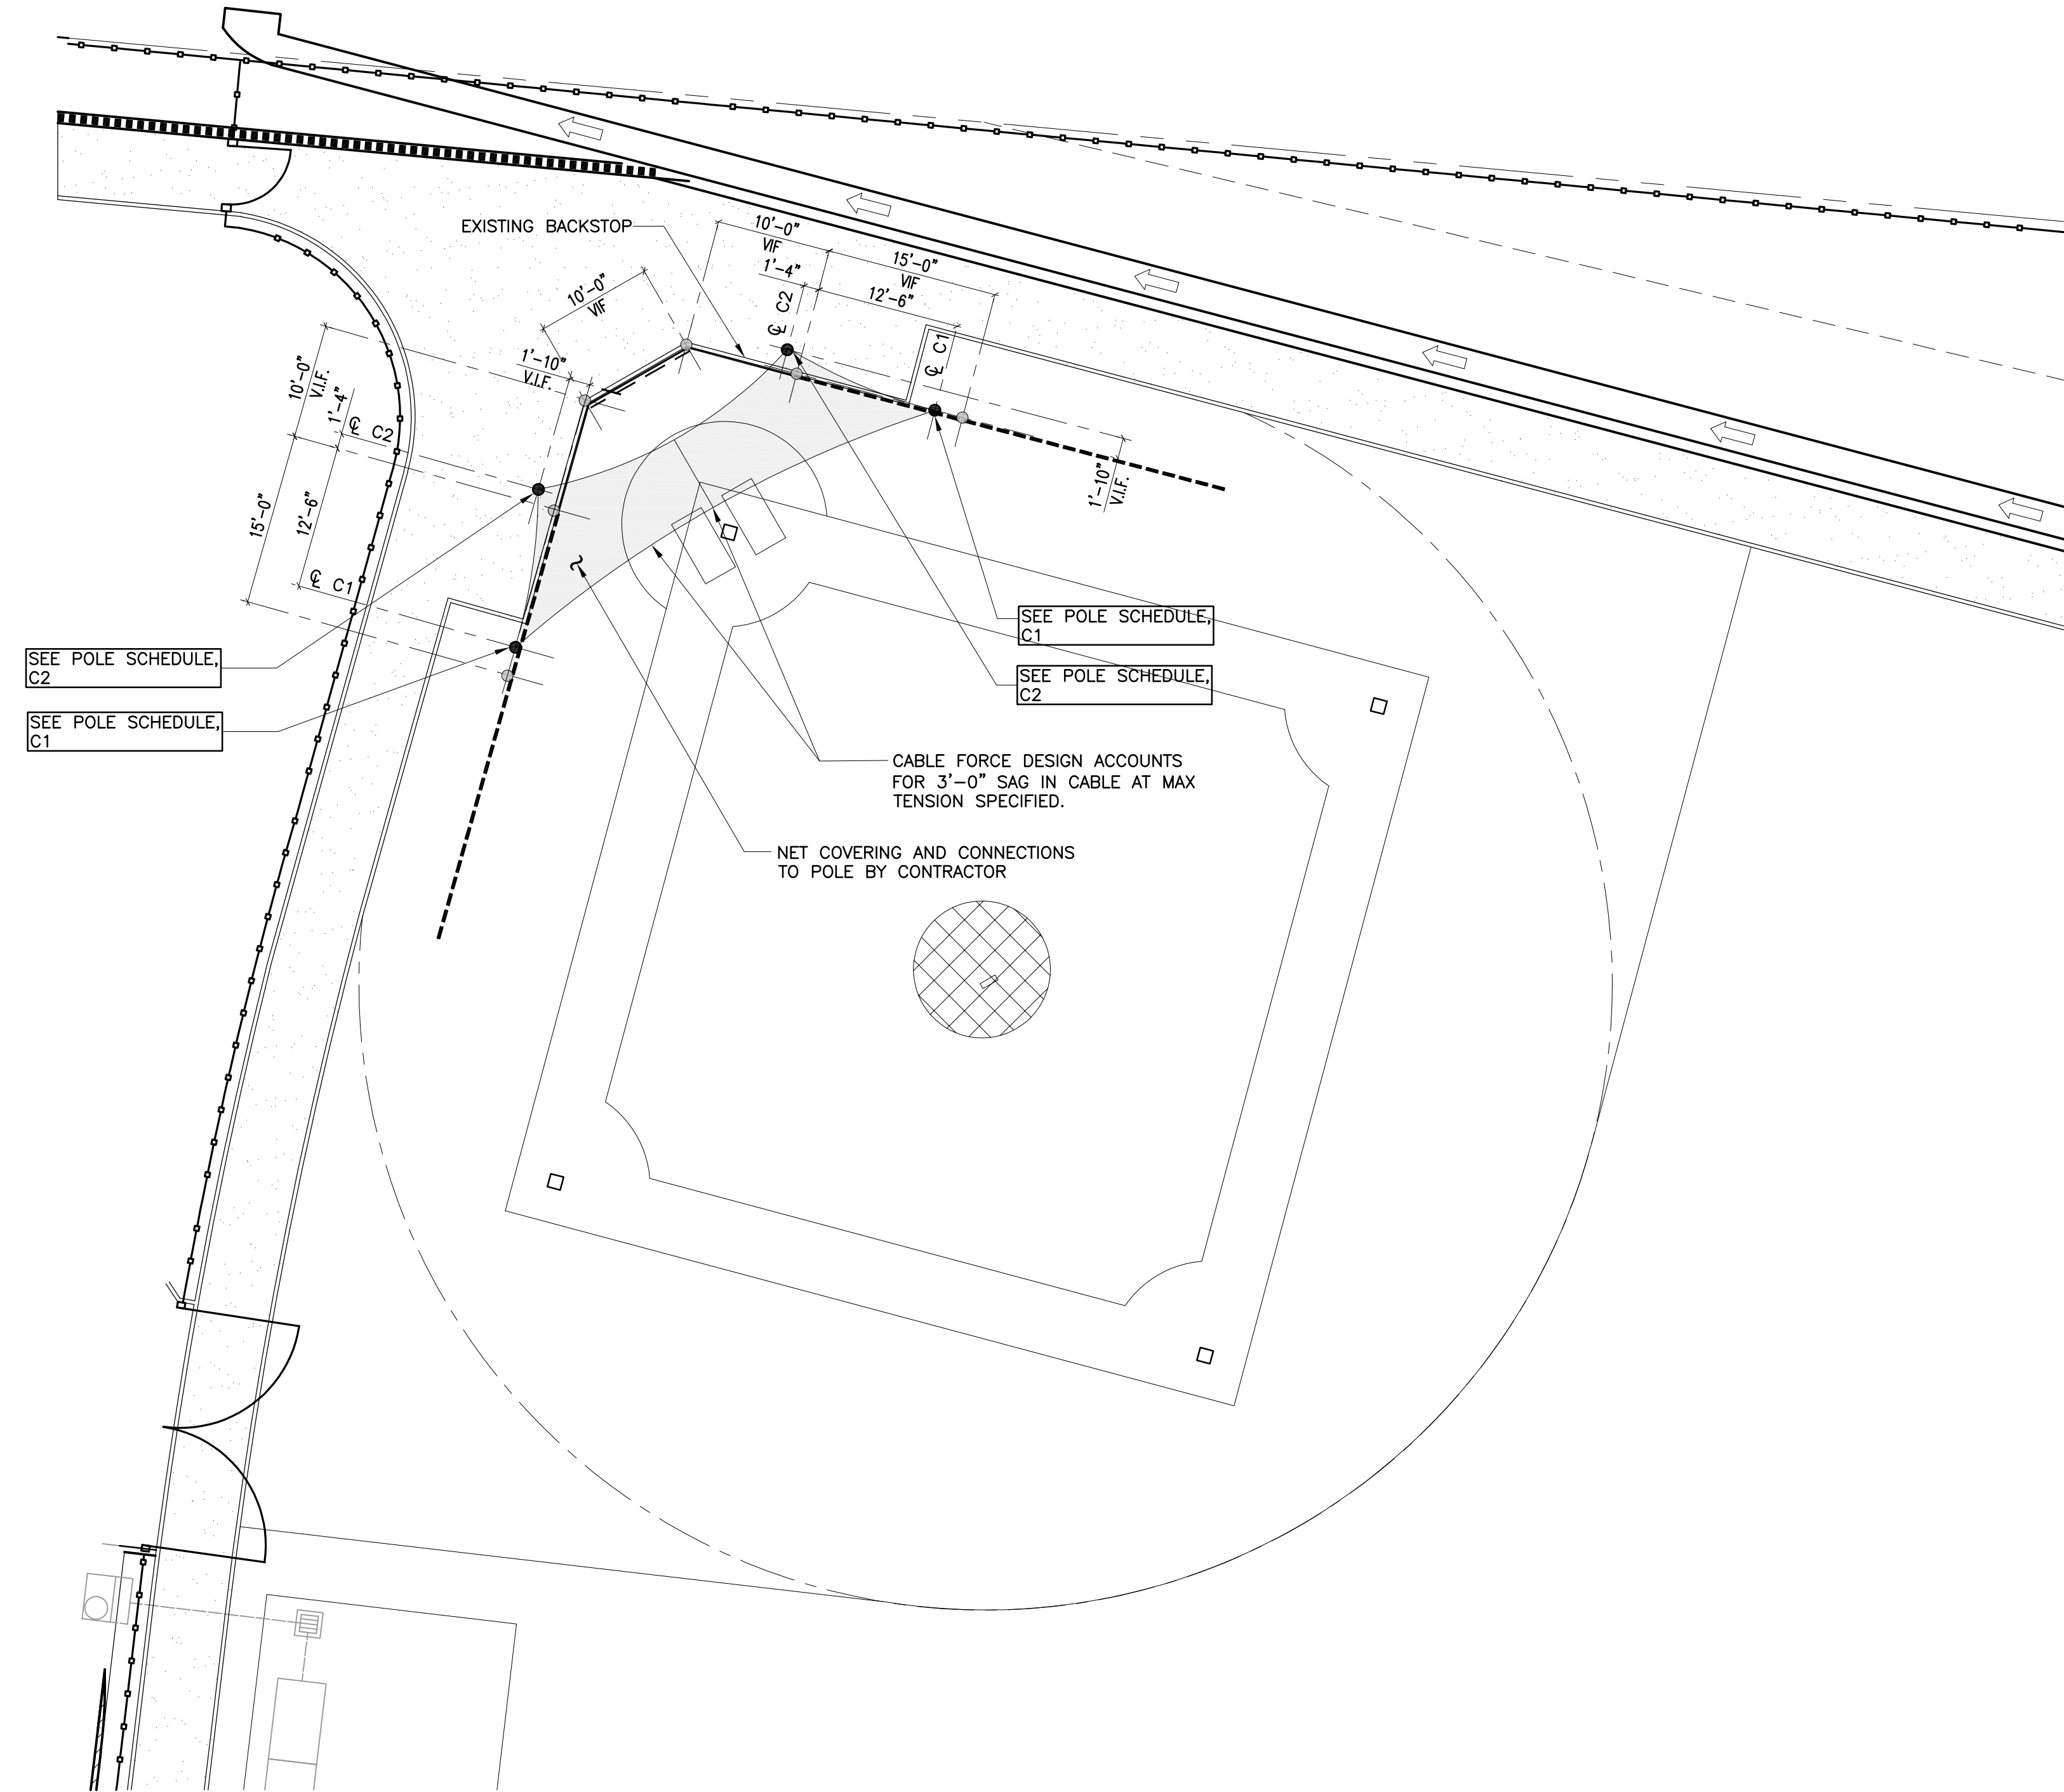 EXISTING BACKSTOP
10'-0"
VIF
1'-4"
15'-0"
VIF
12'-6"
℄ C2
℄ C1
10'-0"
VIF
1'-10"
V.I.F.
10'-0"
V.I.F.
1'-4"
℄ C2
15'-0"
12'-6"
℄ C1
1'-10"
V.I.F.
SEE POLE SCHEDULE,
C1
SEE POLE SCHEDULE,
C2
SEE POLE SCHEDULE,
C2
SEE POLE SCHEDULE,
C1
CABLE FORCE DESIGN ACCOUNTS
FOR 3'-0" SAG IN CABLE AT MAX
TENSION SPECIFIED.
NET COVERING AND CONNECTIONS
TO POLE BY CONTRACTOR